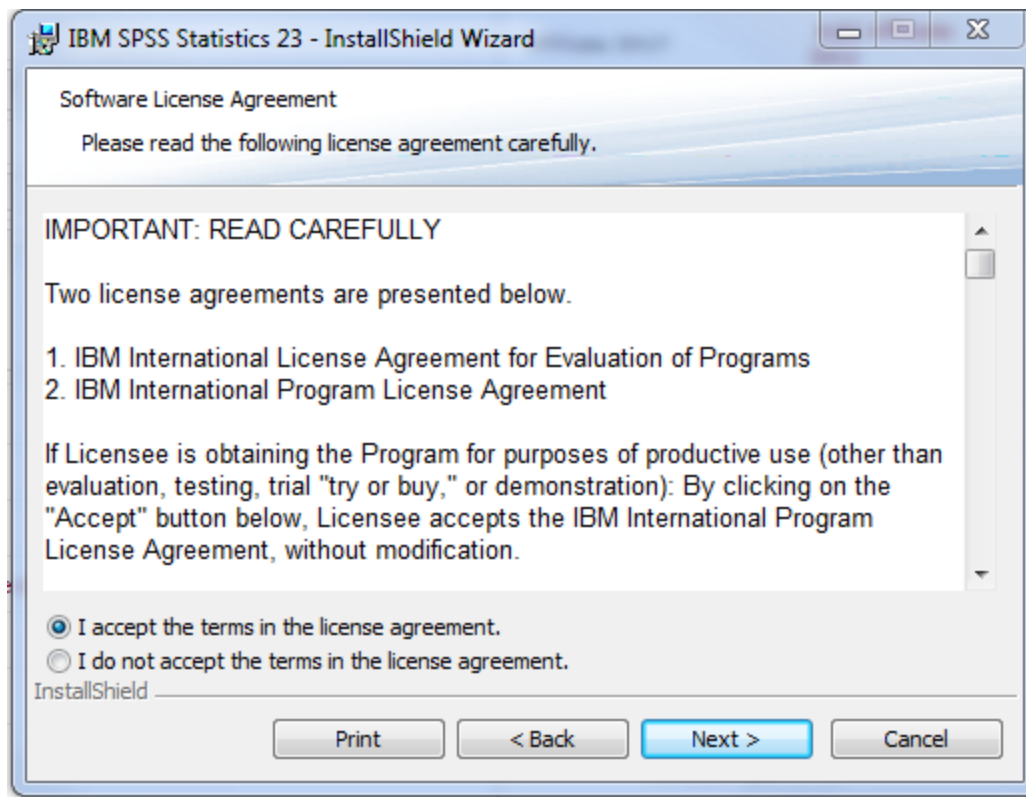 IBM SPSS Statistics 23 - InstallShield Wizard
Software License Agreement
Please read the following license agreement carefully.
IMPORTANT: READ CAREFULLY
Two license agreements are presented below.
1. IBM International License Agreement for Evaluation of Programs
2. IBM International Program License Agreement
If Licensee is obtaining the Program for purposes of productive use (other than
evaluation, testing, trial "try or buy," or demonstration): By clicking on the
"Accept" button below, Licensee accepts the IBM International Program
License Agreement, without modification.
I accept the terms in the license agreement.
I do not accept the terms in the license agreement.
InstallShield
Print
< Back
Next >
Cancel